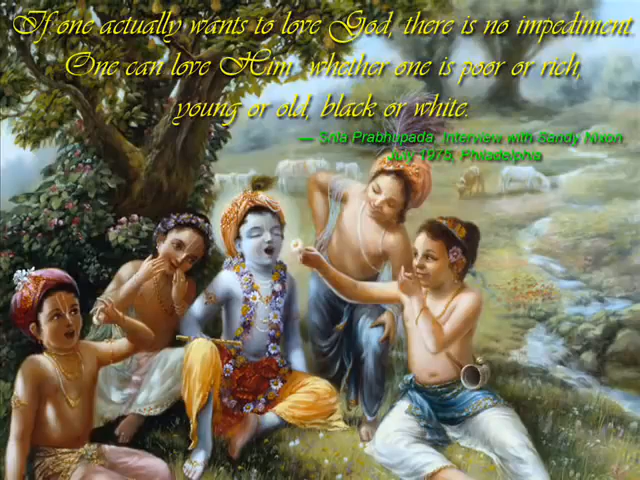 If one actually wants to love God, there is no impediment.
One can love Him whether one is poor or rich,
young or old, black or white.
— Srila Prabhupada, Interview with Sandy Nixon
July 1975, Philadelphia